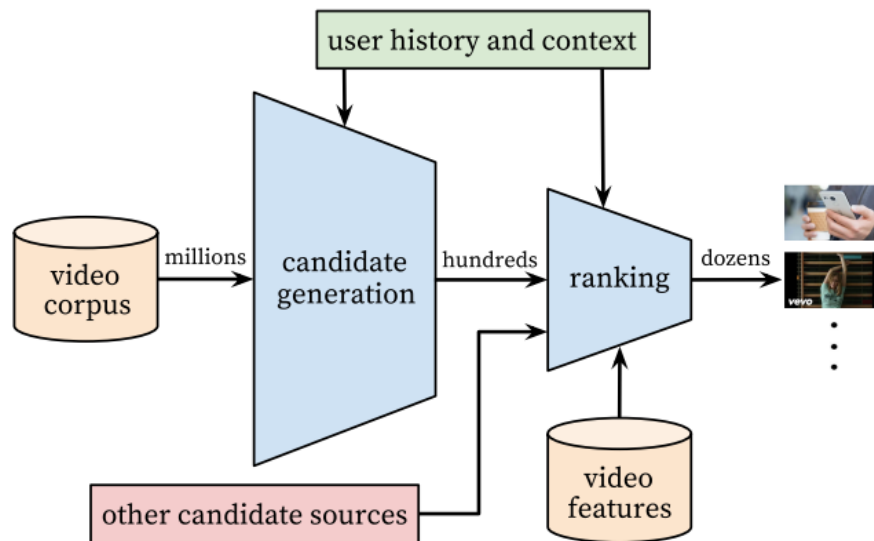 user history and context
video
corpus
millions
candidate
generation
hundreds
ranking
dozens
vevo
other candidate sources
video
features